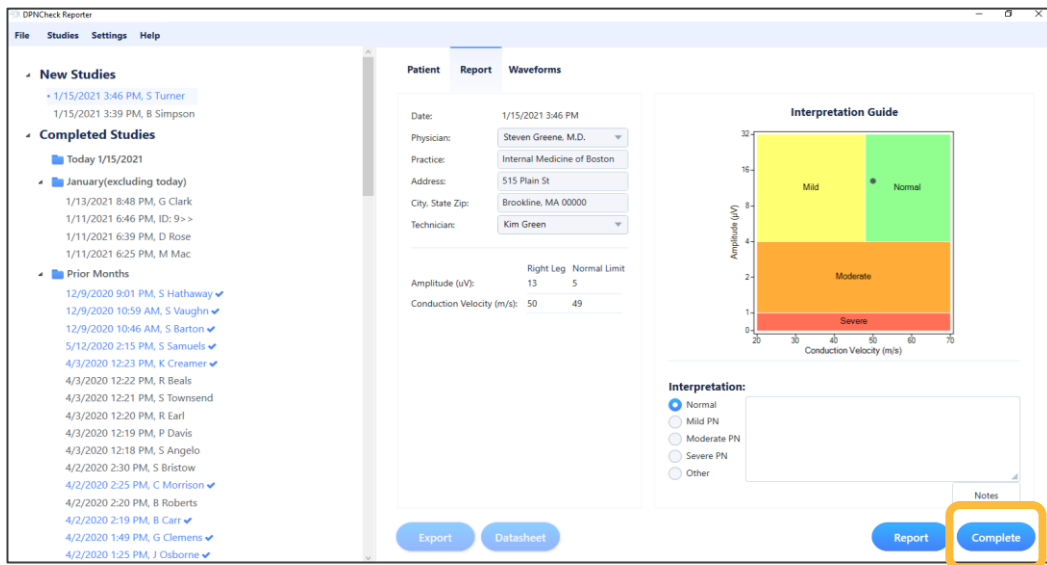 DPNCheck Reporter
File Studies Settings Help
New Studies
• 1/15/2021 3:46 PM, S Turner
1/15/2021 3:39 PM, B Simpson
Completed Studies
Today 1/15/2021
January(excluding today)
1/13/2021 8:48 PM, G Clark
1/11/2021 6:46 PM, ID: 9>>
1/11/2021 6:39 PM, D Rose
1/11/2021 6:25 PM, M Mac
Prior Months
12/9/2020 9:01 PM, S Hathaway ✔
12/9/2020 10:59 AM, S Vaughn ✔
12/9/2020 10:46 AM, S Barton ✔
5/12/2020 2:15 PM, S Samuels ✔
4/3/2020 12:23 PM, K Creamer ✔
4/3/2020 12:22 PM, R Beals
4/3/2020 12:21 PM, S Townsend
4/3/2020 12:20 PM, R Earl
4/3/2020 12:19 PM, P Davis
4/3/2020 12:18 PM, S Angelo
4/2/2020 2:30 PM, S Bristow
4/2/2020 2:25 PM, C Morrison ✔
4/2/2020 2:20 PM, B Roberts
4/2/2020 2:19 PM, B Carr ✔
4/2/2020 1:49 PM, G Clemens ✔
4/2/2020 1:25 PM, J Osborne ✔
Patient Report Waveforms
Date: 1/15/2021 3:46 PM
Physician: Steven Greene, M.D.
Practice: Internal Medicine of Boston
Address: 515 Plain St
City, State Zip: Brookline, MA 00000
Technician: Kim Green
Right Leg Normal Limit
Amplitude (uV): 13 5
Conduction Velocity (m/s): 50 49
Interpretation Guide
32
16
8
4
2
1
0
Amplitude (µV)
Mild Normal
Moderate
Severe
20 30 40 50 60 70
Conduction Velocity (m/s)
Interpretation:
Normal
Mild PN
Moderate PN
Severe PN
Other
Notes
Export Datasheet Report Complete